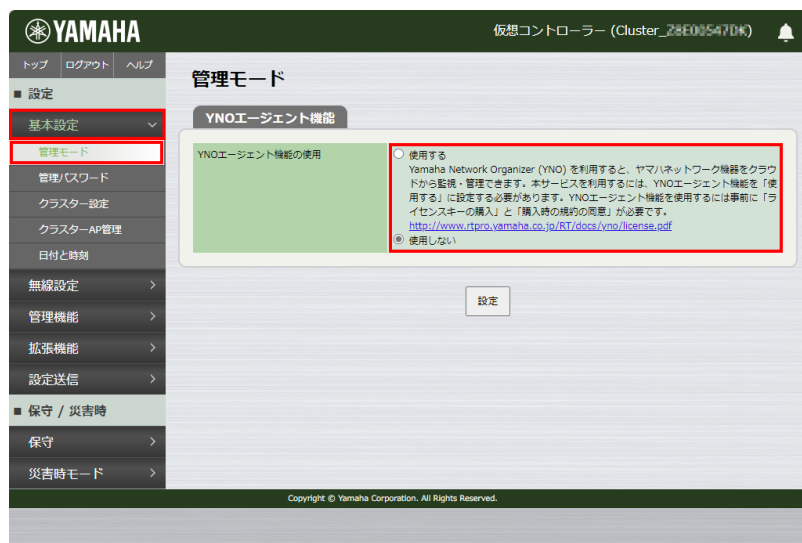 YAMAHA
仮想コントローラー (Cluster_
トップ ログアウト ヘルプ
■ 設定
基本設定
管理モード
管理パスワード
クラスター設定
クラスターAP管理
日付と時刻
無線設定
管理機能
拡張機能
設定送信
■ 保守 / 災害時
保守
災害時モード
管理モード
YNOエージェント機能
YNOエージェント機能の使用
使用する
Yamaha Network Organizer (YNO) を利用すると、ヤマハネットワーク機器をクラウ
ドから監視・管理できます。本サービスを利用するには、YNOエージェント機能を「使
用する」に設定する必要があります。YNOエージェント機能を使用するには事前に「ラ
イセンスキーの購入」と「購入時の規約の同意」が必要です。
http://www.rtpro.yamaha.co.jp/RT/docs/yno/license.pdf
使用しない
設定
Copyright © Yamaha Corporation. All Rights Reserved.